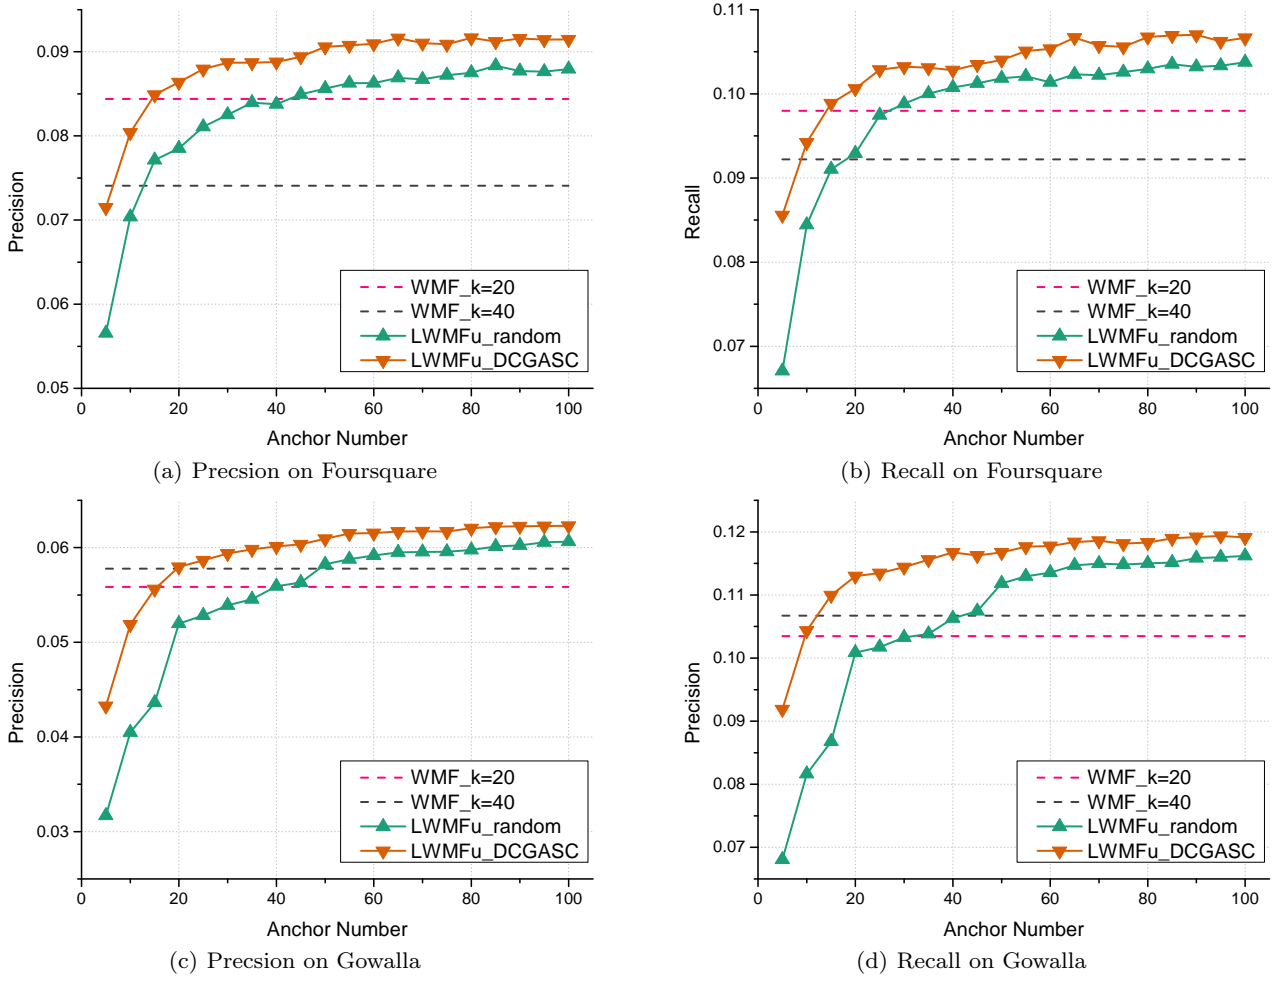 0.09
0.08
0.07
0.06
0.05
Precision
0 20 40 60 80 100
Anchor Number
WMF_k=20
WMF_k=40
LWMFu_random
LWMFu_DCGASC
(a) Precsion on Foursquare
0.11
0.10
0.09
0.08
0.07
Recall
0 20 40 60 80 100
Anchor Number
WMF_k=20
WMF_k=40
LWMFu_random
LWMFu_DCGASC
(b) Recall on Foursquare
0.06
0.05
0.04
0.03
Precision
0 20 40 60 80 100
Anchor Number
WMF_k=20
WMF_k=40
LWMFu_random
LWMFu_DCGASC
(c) Precsion on Gowalla
0.12
0.11
0.10
0.09
0.08
0.07
Precision
0 20 40 60 80 100
Anchor Number
WMF_k=20
WMF_k=40
LWMFu_random
LWMFu_DCGASC
(d) Recall on Gowalla